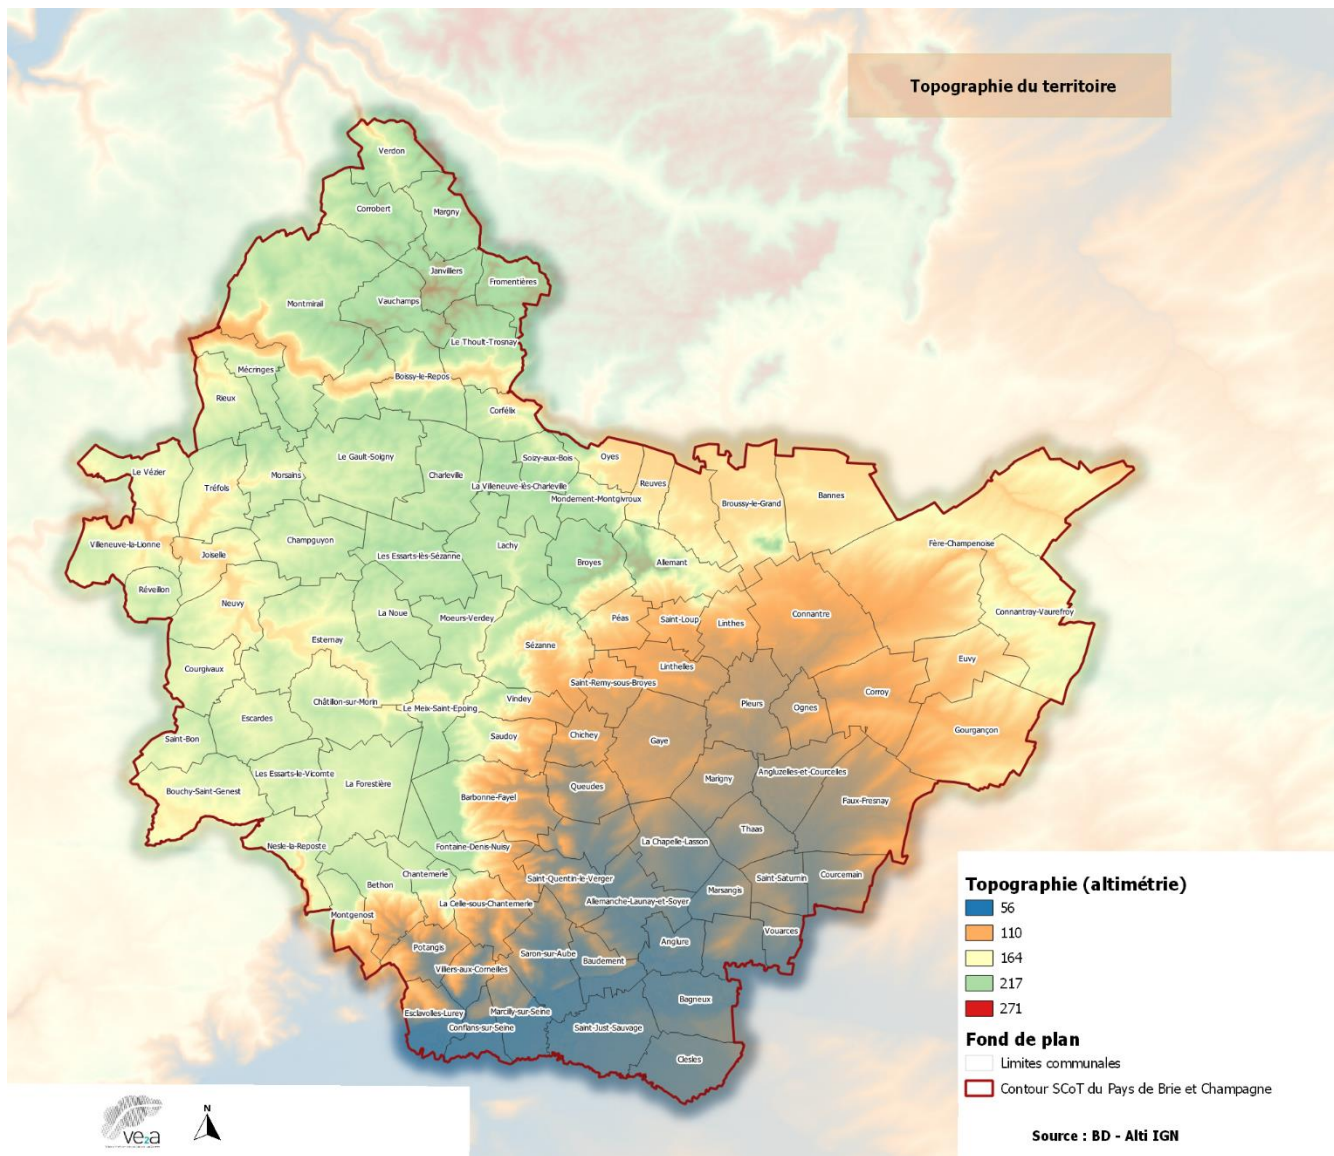 Topographie du territoire
Verdon
Corrobert
Margny
Janvilliers
Fromentières
Vauchamps
Montmirail
Le Thoult-Trosnay
Mécringes
Boissy-le-Repos
Rieux
Corfélix
Le Gault-Soigny
Soizy-aux-Bois
Oyes
Le Vézier
Morsains
Charleville
Reuves
Tréfols
La Villeneuve-lès-Charleville
Mondement-Montgivroux
Broussy-le-Grand
Bannes
Villeneuve-la-Lionne
Champguyon
Fère-Champenoise
Joiselle
Les Essarts-lès-Sézanne
Lachy
Broyes
Allemant
Réveillon
Neuvy
La Noue
Moeurs-Verdey
Péas
Saint-Loup
Linthes
Connantre
Connantray-Vaurefroy
Esternay
Sézanne
Courgivaux
Linthelles
Euvy
Saint-Remy-sous-Broyes
Corroy
Châtillon-sur-Morin
Le Meix-Saint-Epoing
Vindey
Pleurs
Ognes
Escardes
Saint-Bon
Saudoy
Chichey
Gaye
Gourgançon
Les Essarts-le-Vicomte
La Forestière
Marigny
Angluzelles-et-Courcelles
Bouchy-Saint-Genest
Barbonne-Fayel
Queudes
Faux-Fresnay
Thaas
Nesle-la-Reposte
Fontaine-Denis-Nuisy
La Chapelle-Lasson
Chantemerle
Bethon
Saint-Quentin-le-Verger
Saint-Saturnin
Courcemain
Marsangis
La Celle-sous-Chantemerle
Allemanche-Launay-et-Soyer
Montgenost
Vouarces
Potangis
Anglure
Saron-sur-Aube
Baudement
Villers-aux-Corneilles
Bagneux
Esclavolles-Lurey
Marcilly-sur-Seine
Conflans-sur-Seine
Saint-Just-Sauvage
Clesles
Topographie (altimétrie)
56
110
164
217
271
Fond de plan
Limites communales
Contour SCoT du Pays de Brie et Champagne
Source : BD - Alti IGN
N
ve2a